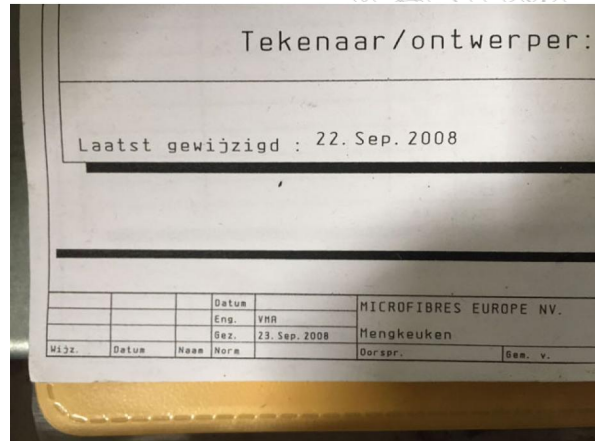 Tekenaar/ontwerper:
Laatst gewijzigd : 22. Sep. 2008
Datum
MICROFIBRES EUROPE NV.
Eng. VMA
Gez. 23. Sep. 2008 Mengkeuken
Wijz. Datum Naam Norm Oorspr. Gem. v.